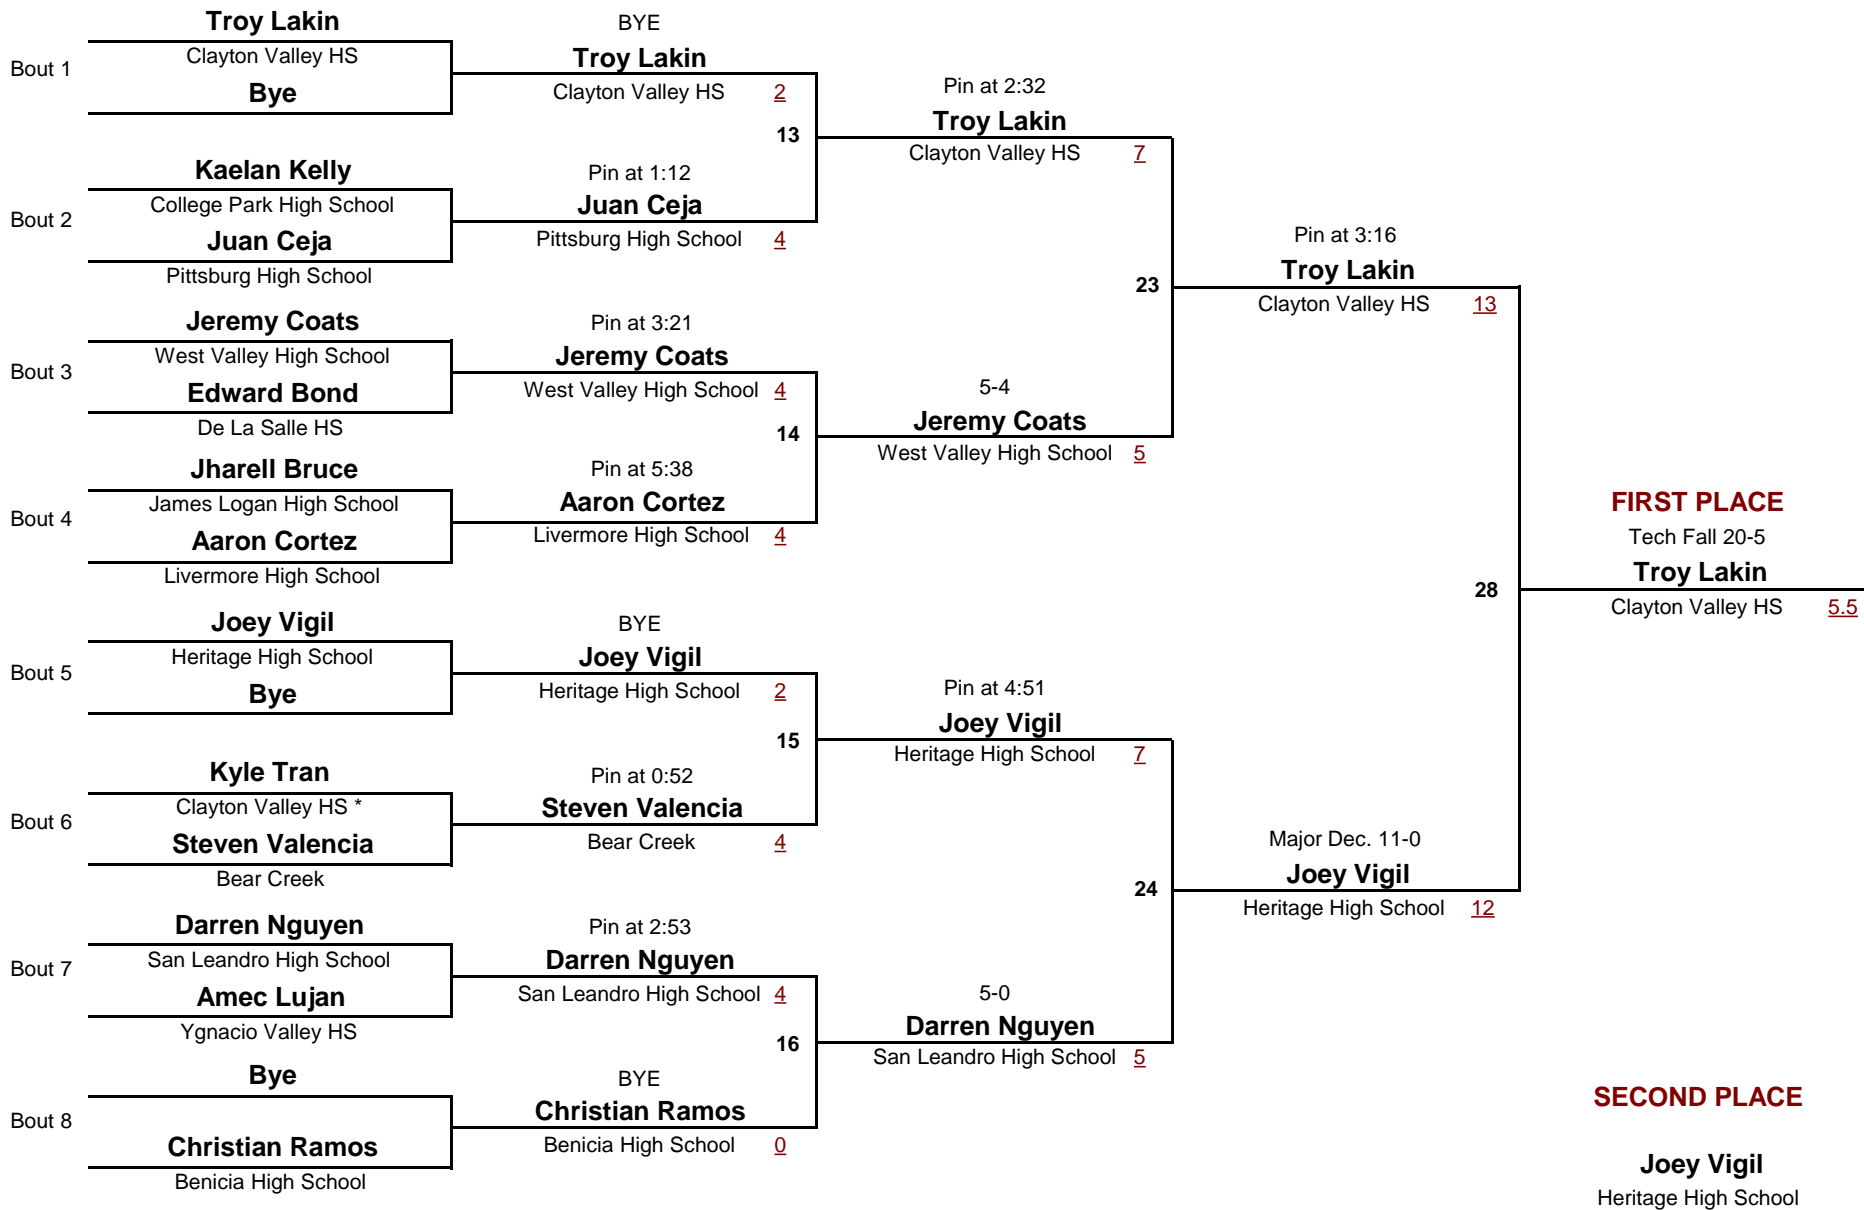 Troy Lakin
Bout 1
Clayton Valley HS
Bye
Kaelan Kelly
Bout 2
College Park High School
Juan Ceja
Pittsburg High School
Jeremy Coats
Bout 3
West Valley High School
Edward Bond
De La Salle HS
Jharell Bruce
Bout 4
James Logan High School
Aaron Cortez
Livermore High School
Joey Vigil
Bout 5
Heritage High School
Bye
Kyle Tran
Bout 6
Clayton Valley HS *
Steven Valencia
Bear Creek
Darren Nguyen
Bout 7
San Leandro High School
Amec Lujan
Ygnacio Valley HS
Bye
Bout 8
Christian Ramos
Benicia High School
BYE
Troy Lakin
Clayton Valley HS 2
13
Pin at 1:12
Juan Ceja
Pittsburg High School 4
Pin at 3:21
Jeremy Coats
West Valley High School 4
14
Pin at 5:38
Aaron Cortez
Livermore High School 4
BYE
Joey Vigil
Heritage High School 2
15
Pin at 0:52
Steven Valencia
Bear Creek 4
Pin at 2:53
Darren Nguyen
San Leandro High School 4
16
BYE
Christian Ramos
Benicia High School 0
Pin at 2:32
Troy Lakin
Clayton Valley HS 7
23
5-4
Jeremy Coats
West Valley High School 5
Pin at 4:51
Joey Vigil
Heritage High School 7
24
5-0
Darren Nguyen
San Leandro High School 5
Pin at 3:16
Troy Lakin
Clayton Valley HS 13
28
Major Dec. 11-0
Joey Vigil
Heritage High School 12
FIRST PLACE
Tech Fall 20-5
Troy Lakin
Clayton Valley HS 5.5
SECOND PLACE
Joey Vigil
Heritage High School